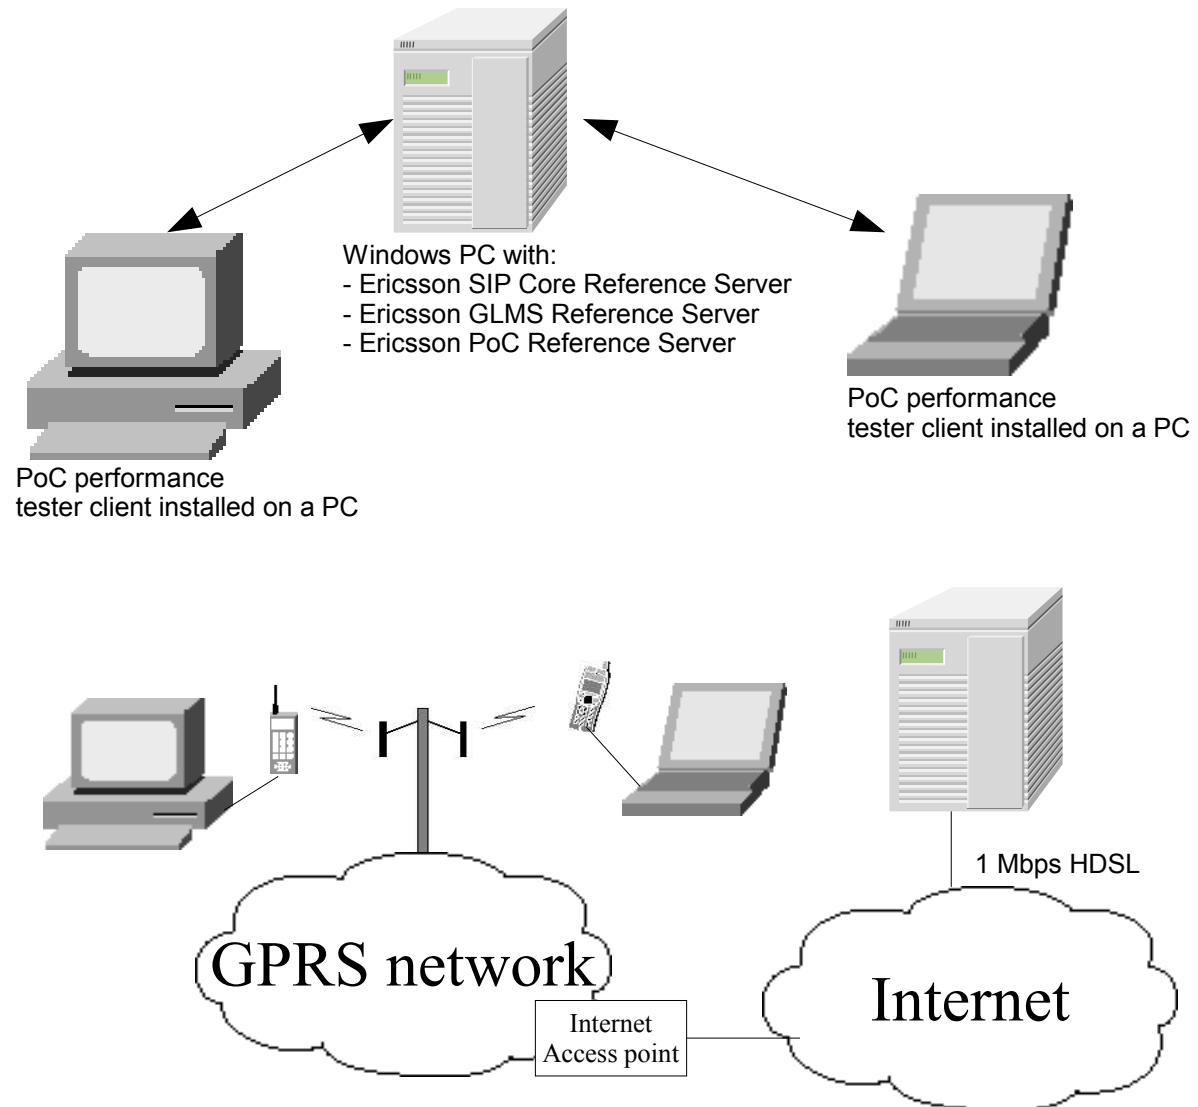 Windows PC with:
- Ericsson SIP Core Reference Server
- Ericsson GLMS Reference Server
- Ericsson PoC Reference Server
PoC performance
tester client installed on a PC
PoC performance
tester client installed on a PC
1 Mbps HDSL
GPRS network
Internet
Access point
Internet